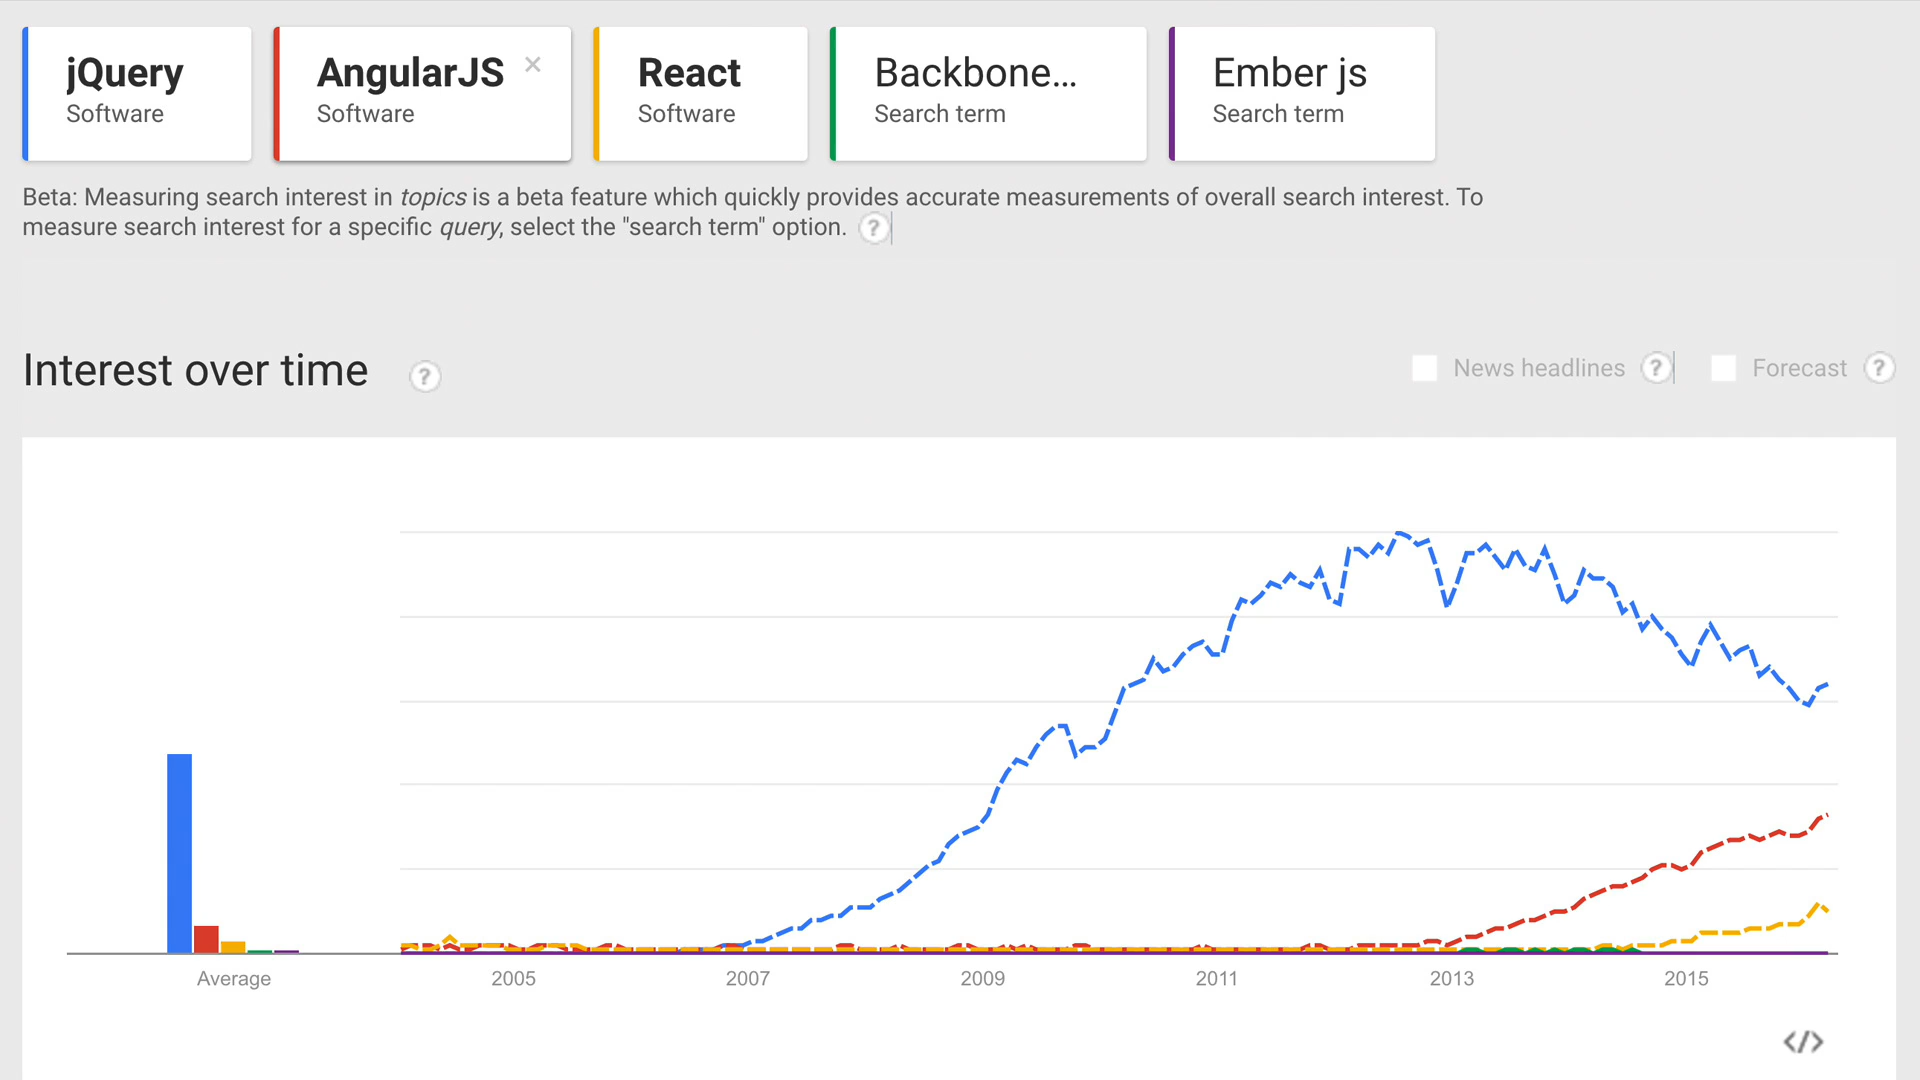 jQuery
Software
AngularJS ×
Software
React
Software
Backbone...
Search term
Ember js
Search term
Beta: Measuring search interest in topics is a beta feature which quickly provides accurate measurements of overall search interest. To
measure search interest for a specific query, select the "search term" option. ?
Interest over time ?
News headlines ?
Forecast ?
Average
2005
2007
2009
2011
2013
2015
</>